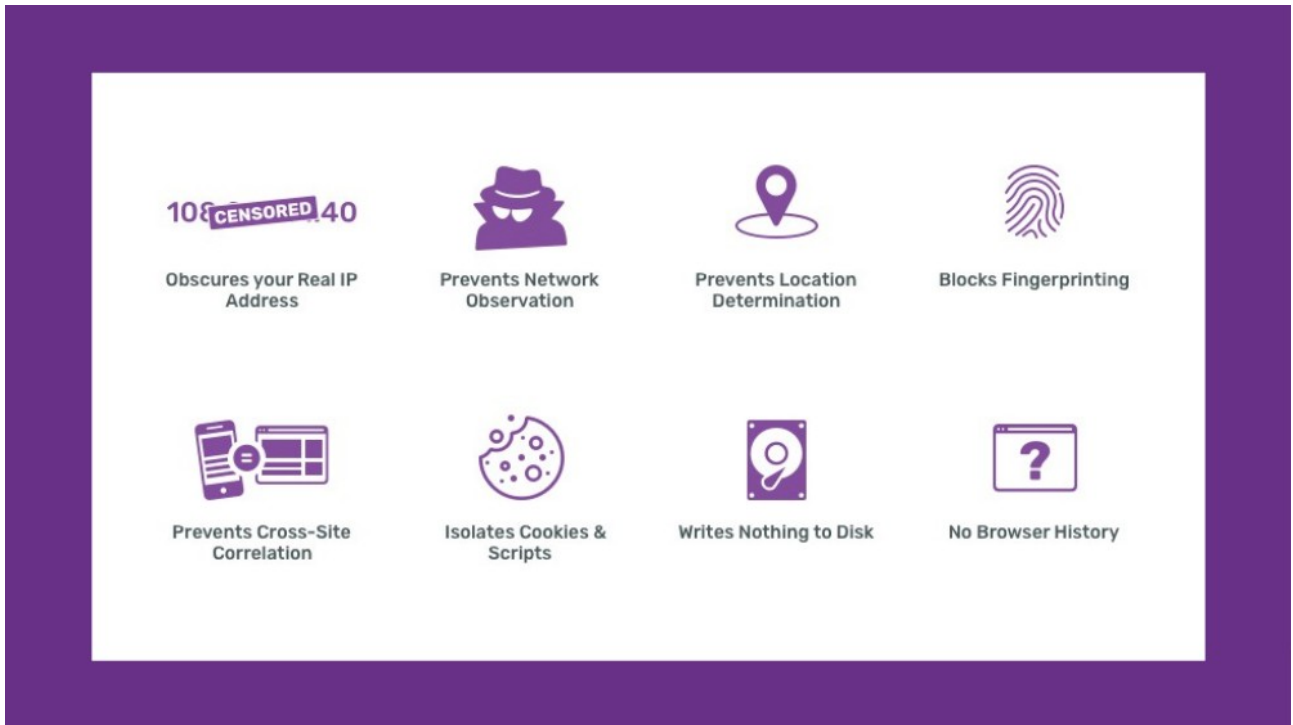 108 CENSORED .40
Obscures your Real IP
Address
Prevents Network
Observation
Prevents Location
Determination
Blocks Fingerprinting
=
Prevents Cross-Site
Correlation
Isolates Cookies &
Scripts
Writes Nothing to Disk
?
No Browser History